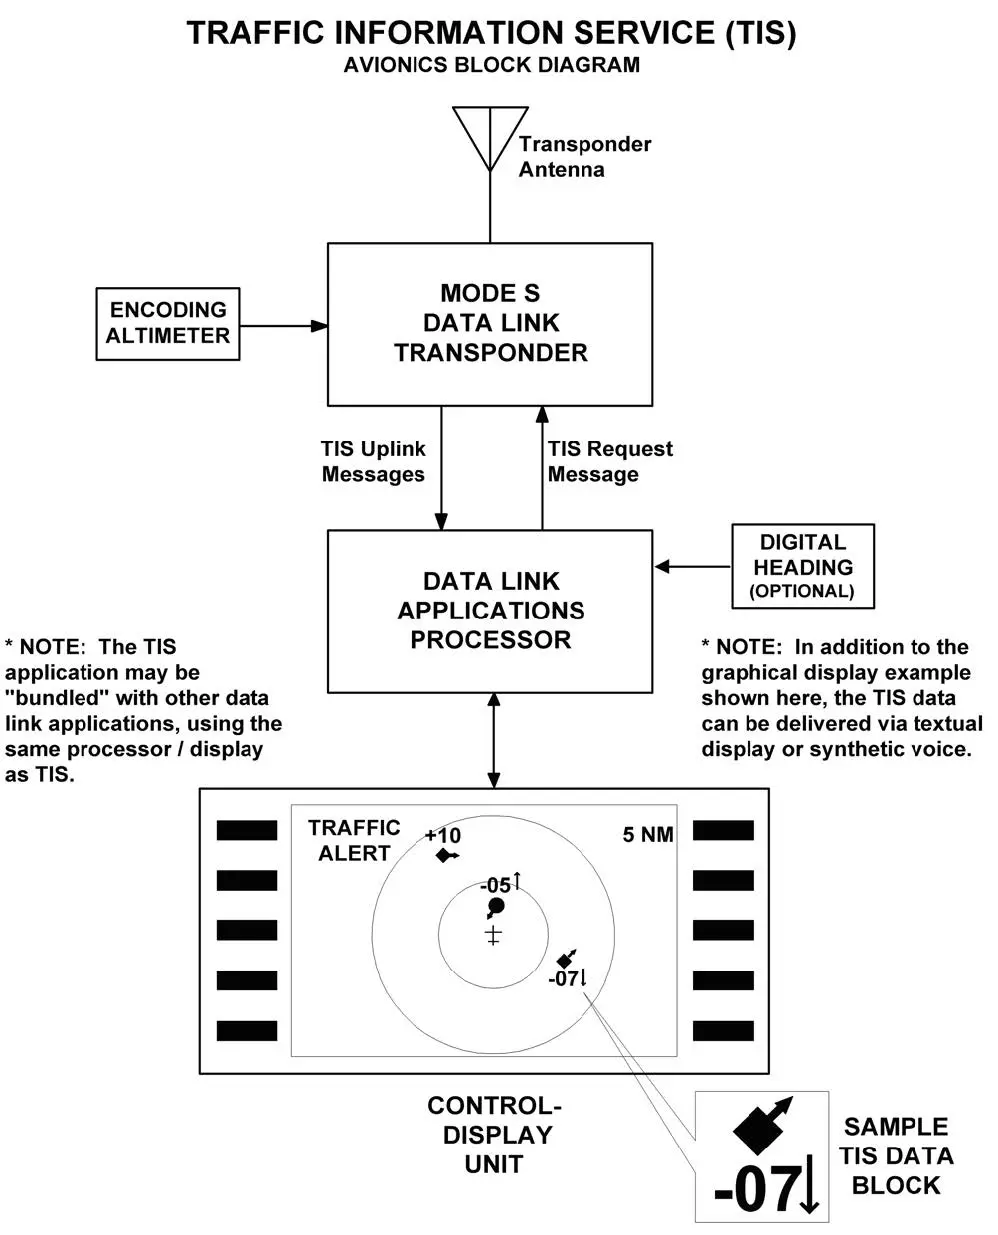 TRAFFIC INFORMATION SERVICE (TIS)
AVIONICS BLOCK DIAGRAM
Transponder
Antenna
MODE S
DATA LINK
TRANSPONDER
ENCODING
ALTIMETER
TIS Uplink
Messages
TIS Request
Message
DATA LINK
APPLICATIONS
PROCESSOR
DIGITAL
HEADING
(OPTIONAL)
* NOTE:  The TIS
application may be
"bundled" with other data
link applications, using the
same processor / display
as TIS.
* NOTE:  In addition to the
graphical display example
shown here, the TIS data
can be delivered via textual
display or synthetic voice.
TRAFFIC
ALERT
+10
5 NM
-05↑
-07↓
CONTROL-
DISPLAY
UNIT
-07↓
SAMPLE
TIS DATA
BLOCK